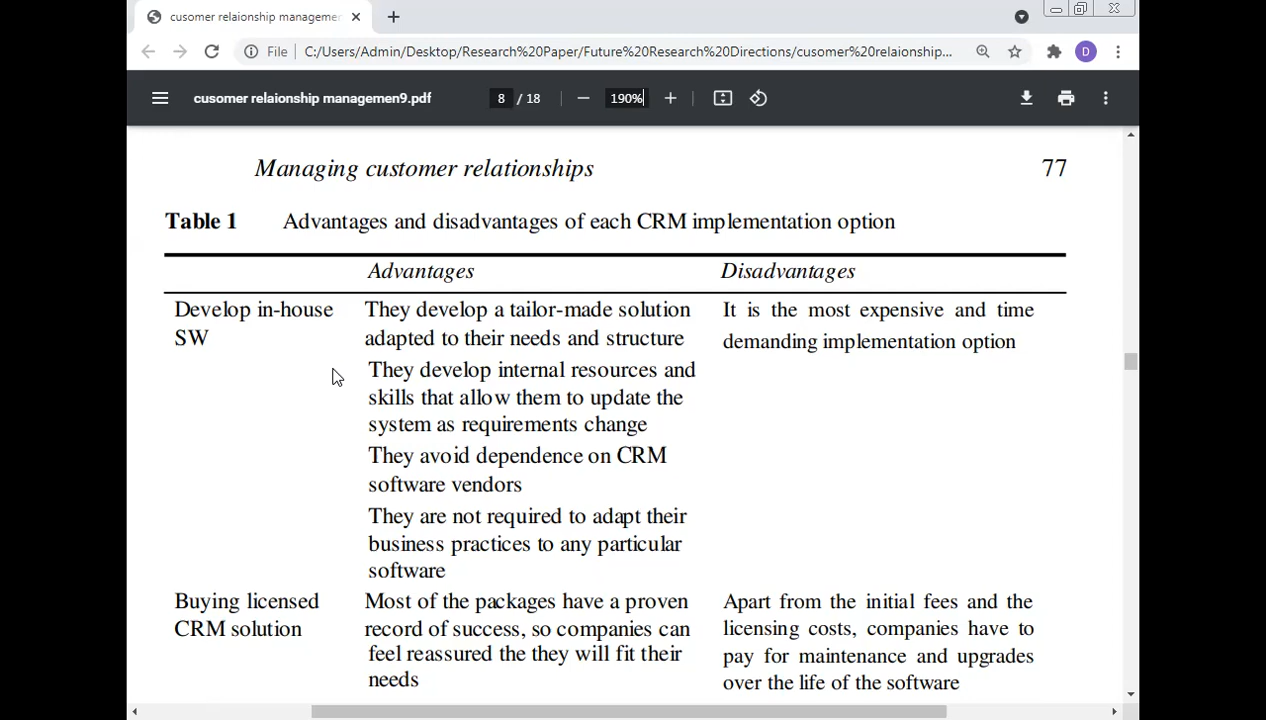 cusomer relaionship managemen
File C:/Users/Admin/Desktop/Research%20Paper/Future%20Research%20Directions/cusomer%20relaionship...
D
cusomer relaionship managemen9.pdf 8 / 18 190%
Managing customer relationships 77
Table 1 Advantages and disadvantages of each CRM implementation option
Advantages Disadvantages
Develop in-house They develop a tailor-made solution It is the most expensive and time
SW adapted to their needs and structure demanding implementation option
They develop internal resources and
skills that allow them to update the
system as requirements change
They avoid dependence on CRM
software vendors
They are not required to adapt their
business practices to any particular
software
Buying licensed Most of the packages have a proven Apart from the initial fees and the
CRM solution record of success, so companies can licensing costs, companies have to
feel reassured the they will fit their pay for maintenance and upgrades
needs over the life of the software